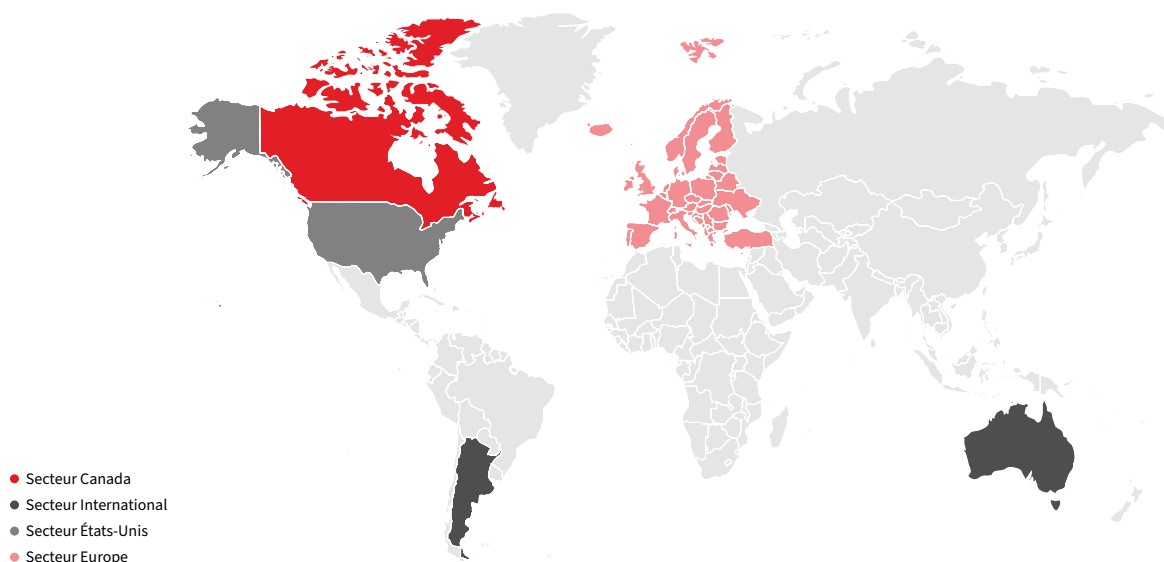 Secteur Canada
Secteur International
Secteur États-Unis
Secteur Europe